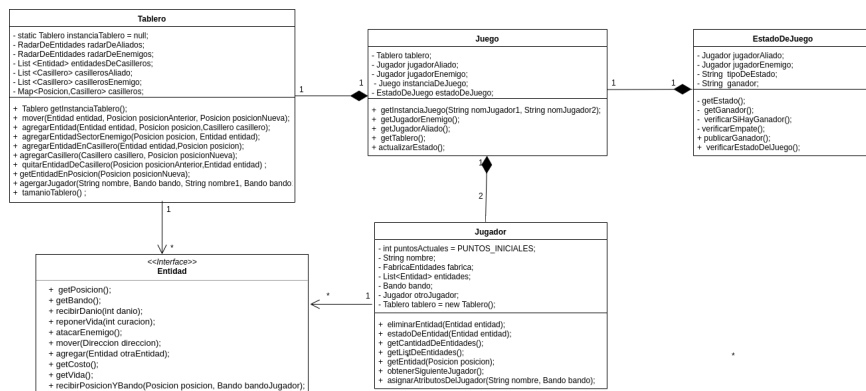 Tablero
- static Tablero instanciaTablero = null;
- RadarDeEntidades radarDeAliados;
- RadarDeEntidades radarDeEnemigos;
- List <Entidad> entidadesDeCasilleros;
- List <Casillero> casillerosAliado;
- List <Casillero> casillerosEnemigo;
- Map<Posicion,Casillero> casilleros;
+ Tablero getInstanciaTablero();
+ mover(Entidad entidad, Posicion posicionAnterior, Posicion posicionNueva);
+ agregarEntidad(Entidad entidad, Posicion posicion,Casillero casillero);
+ agregarEntidadSectorEnemigo(Posicion posicion, Entidad entidad);
+ agregarEntidadEnCasillero(Entidad entidad,Posicion posicion);
+ agregarCasillero(Casillero casillero, Posicion posicionNueva);
+ quitarEntidadDeCasillero(Posicion posicionAnterior,Entidad entidad) ;
+ getEntidadEnPosicion(Posicion posicionNueva);
+ agergarJugador(String nombre, Bando bando, String nombre1, Bando bando
+ tamanioTablero() ;
1
1
Juego
- Tablero tablero;
- Jugador jugadorAliado;
- Jugador jugadorEnemigo;
- Juego instanciaDeJuego;
- EstadoDeJuego estadoDeJuego;
+ getInstanciaJuego(String nomJugador1, String nomJugador2);
+ getJugadorEnemigo();
+ getJugadorAliado();
+ getTablero();
+ actualizarEstado();
1
1
EstadoDeJuego
- Jugador jugadorAliado;
- Jugador jugadorEnemigo;
- String tipoDeEstado;
- String ganador;
- getEstado();
- getGanador();
- verificarSiHayGanador();
- verificarEmpate();
+ publicarGanador();
+ verificarEstadoDelJuego();
1
2
1
*
<<Interface>>
Entidad
+ getPosicion();
+ getBando();
+ recibirDanio(int danio);
+ reponerVida(int curacion);
+ atacarEnemigo();
+ mover(Direccion direccion);
+ agregar(Entidad otraEntidad);
+ getCosto();
+ getVida();
+ recibirPosicionYBando(Posicion posicion, Bando bandoJugador);
*
1
Jugador
- int puntosActuales = PUNTOS_INICIALES;
- String nombre;
- FabricaEntidades fabrica;
- List<Entidad> entidades;
- Bando bando;
- Jugador otroJugador;
- Tablero tablero = new Tablero();
+ eliminarEntidad(Entidad entidad);
+ estadoDeEntidad(Entidad entidad);
+ getCantidadDeEntidades();
+ getListDeEntidades();
+ getEntidad(Posicion posicion);
+ obtenerSiguienteJugador();
+ asignarAtributosDelJugador(String nombre, Bando bando);
*